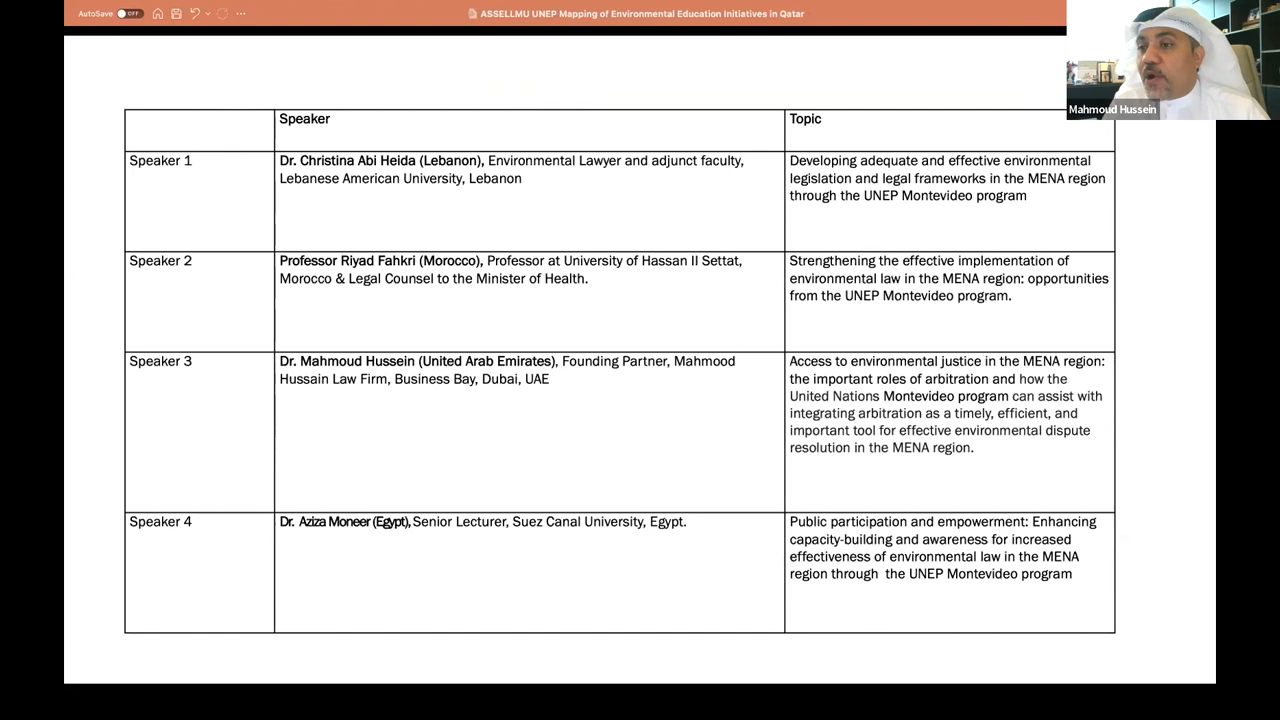 AutoSave OFF
ASSELLMU UNEP Mapping of Environmental Education Initiatives in Qatar
Mahmoud Hussein
Speaker
Topic
Speaker 1
Dr. Christina Abi Heida (Lebanon), Environmental Lawyer and adjunct faculty,
Lebanese American University, Lebanon
Developing adequate and effective environmental
legislation and legal frameworks in the MENA region
through the UNEP Montevideo program
Speaker 2
Professor Riyad Fahkri (Morocco), Professor at University of Hassan II Settat,
Morocco & Legal Counsel to the Minister of Health.
Strengthening the effective implementation of
environmental law in the MENA region: opportunities
from the UNEP Montevideo program.
Speaker 3
Dr. Mahmoud Hussein (United Arab Emirates), Founding Partner, Mahmood
Hussain Law Firm, Business Bay, Dubai, UAE
Access to environmental justice in the MENA region:
the important roles of arbitration and how the
United Nations Montevideo program can assist with
integrating arbitration as a timely, efficient, and
important tool for effective environmental dispute
resolution in the MENA region.
Speaker 4
Dr. Aziza Moneer (Egypt), Senior Lecturer, Suez Canal University, Egypt.
Public participation and empowerment: Enhancing
capacity-building and awareness for increased
effectiveness of environmental law in the MENA
region through the UNEP Montevideo program